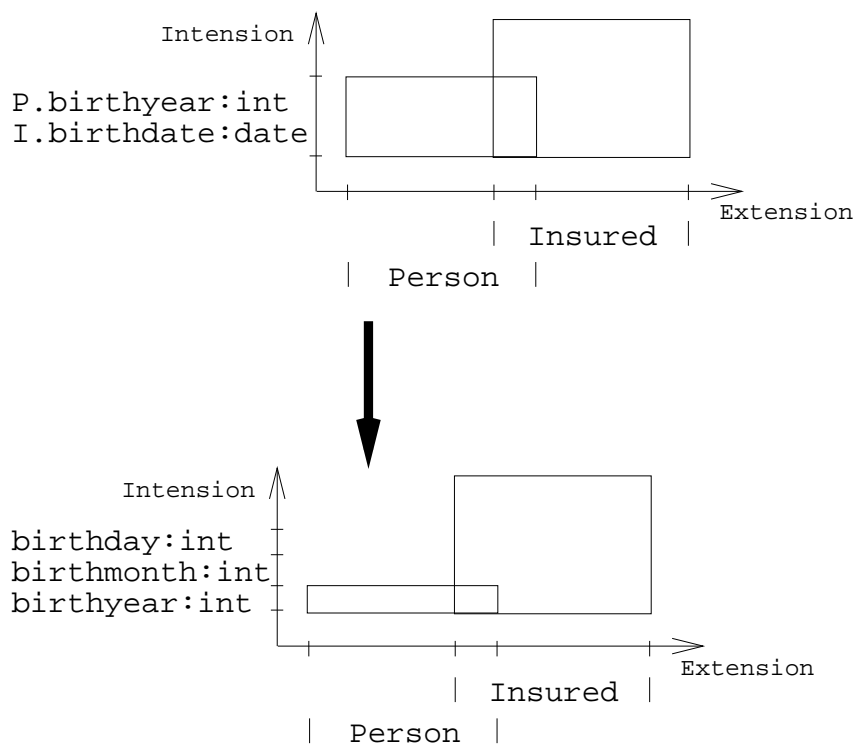 Intension
P.birthyear:int
I.birthdate:date
Extension
Insured
Person
Intension
birthday:int
birthmonth:int
birthyear:int
Extension
Insured
Person